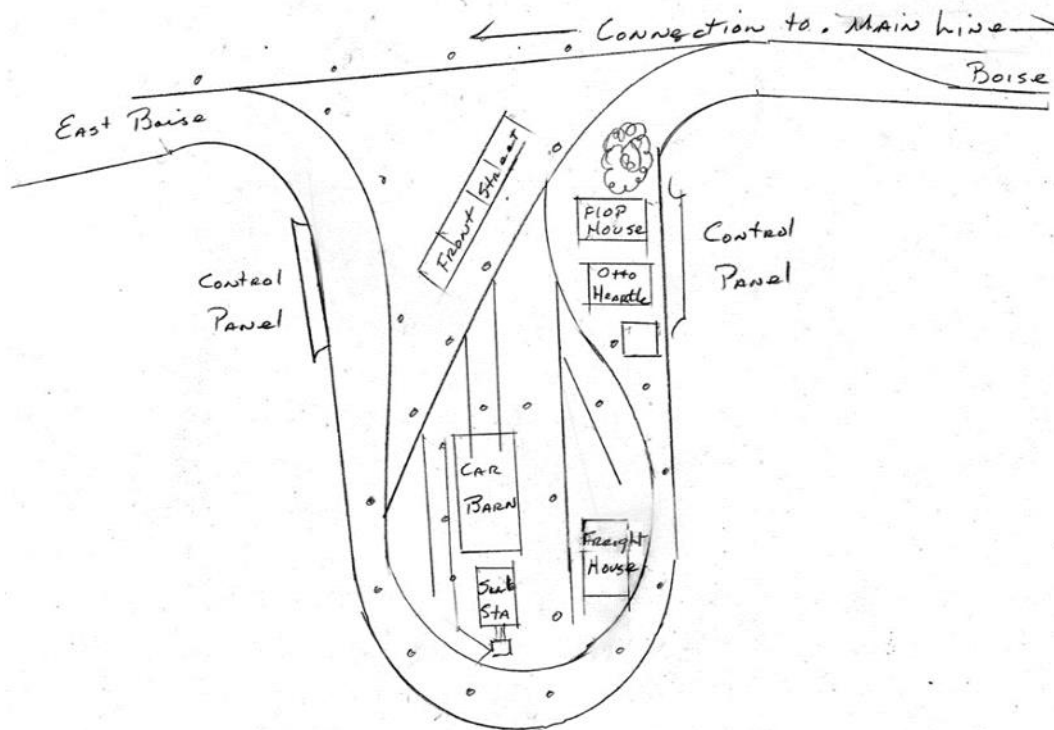 Connection to. Main Line
Boise
East Boise
Front Street
Flop
House
Control
Panel
Otto
Control
Panel
Car
Barn
Freight
House
Sta